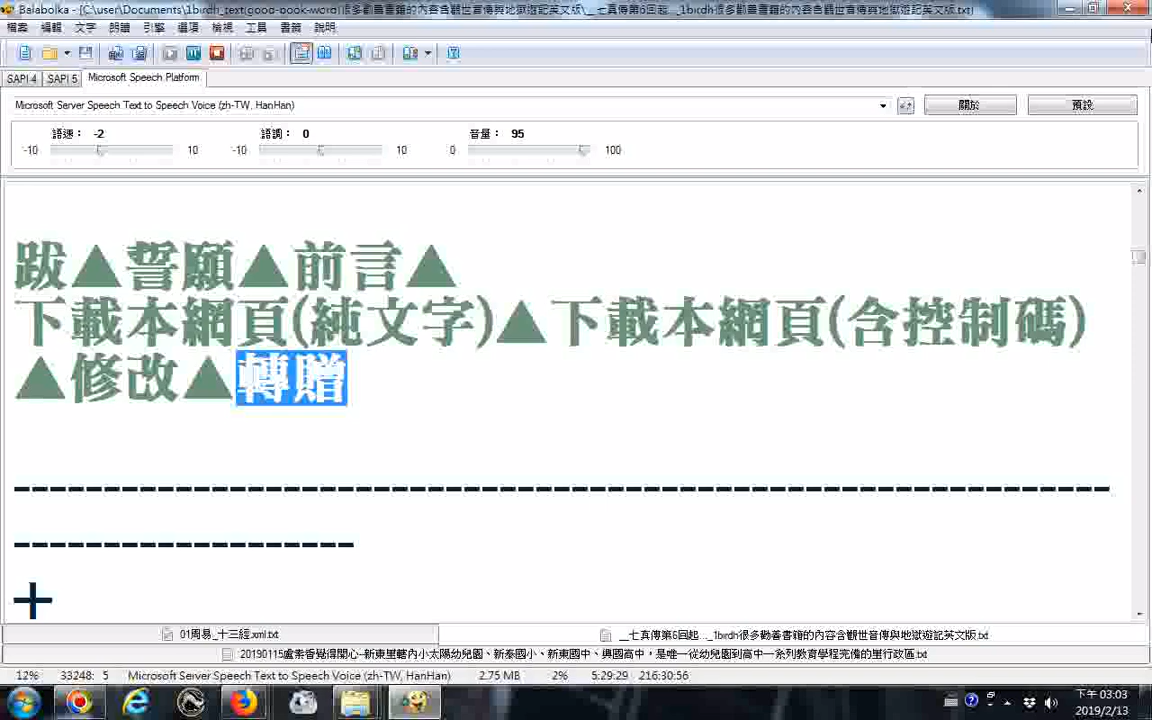 Balabolka - [C:\user\Documents\1birdh_text(good-book-word)很多勸善書籍的內容含觀世音傳與地獄遊記英文版\__七真傳第6回起..._1birdh很多勸善書籍的內容含觀世音傳與地獄遊記英文版.txt]
檔案 編輯 文字 朗讀 引擎 選項 檢視 工具 書籤 說明
SAPI 4 SAPI 5 Microsoft Speech Platform
Microsoft Server Speech Text to Speech Voice (zh-TW, HanHan) 關於 預設
語速： -2 語調： 0 音量： 95
-10 10 -10 10 0 100
跋▲誓願▲前言▲
下載本網頁(純文字)▲下載本網頁(含控制碼)
▲修改▲轉贈
-------------------------------------------------------------
-------------------
+
01周易_十三經.xml.txt __七真傳第6回起..._1birdh很多勸善書籍的內容含觀世音傳與地獄遊記英文版.txt
20190115盧素香覺得開心-新東里轄內小太陽幼兒園、新泰國小、新東國中、興國高中，是唯一從幼兒園到高中一系列教育學程完備的里行政區.txt
12% 33248: 5 Microsoft Server Speech Text to Speech Voice (zh-TW, HanHan) 2.75 MB 2% 5:29:29 216:30:56
下午 03:03
2019/2/13